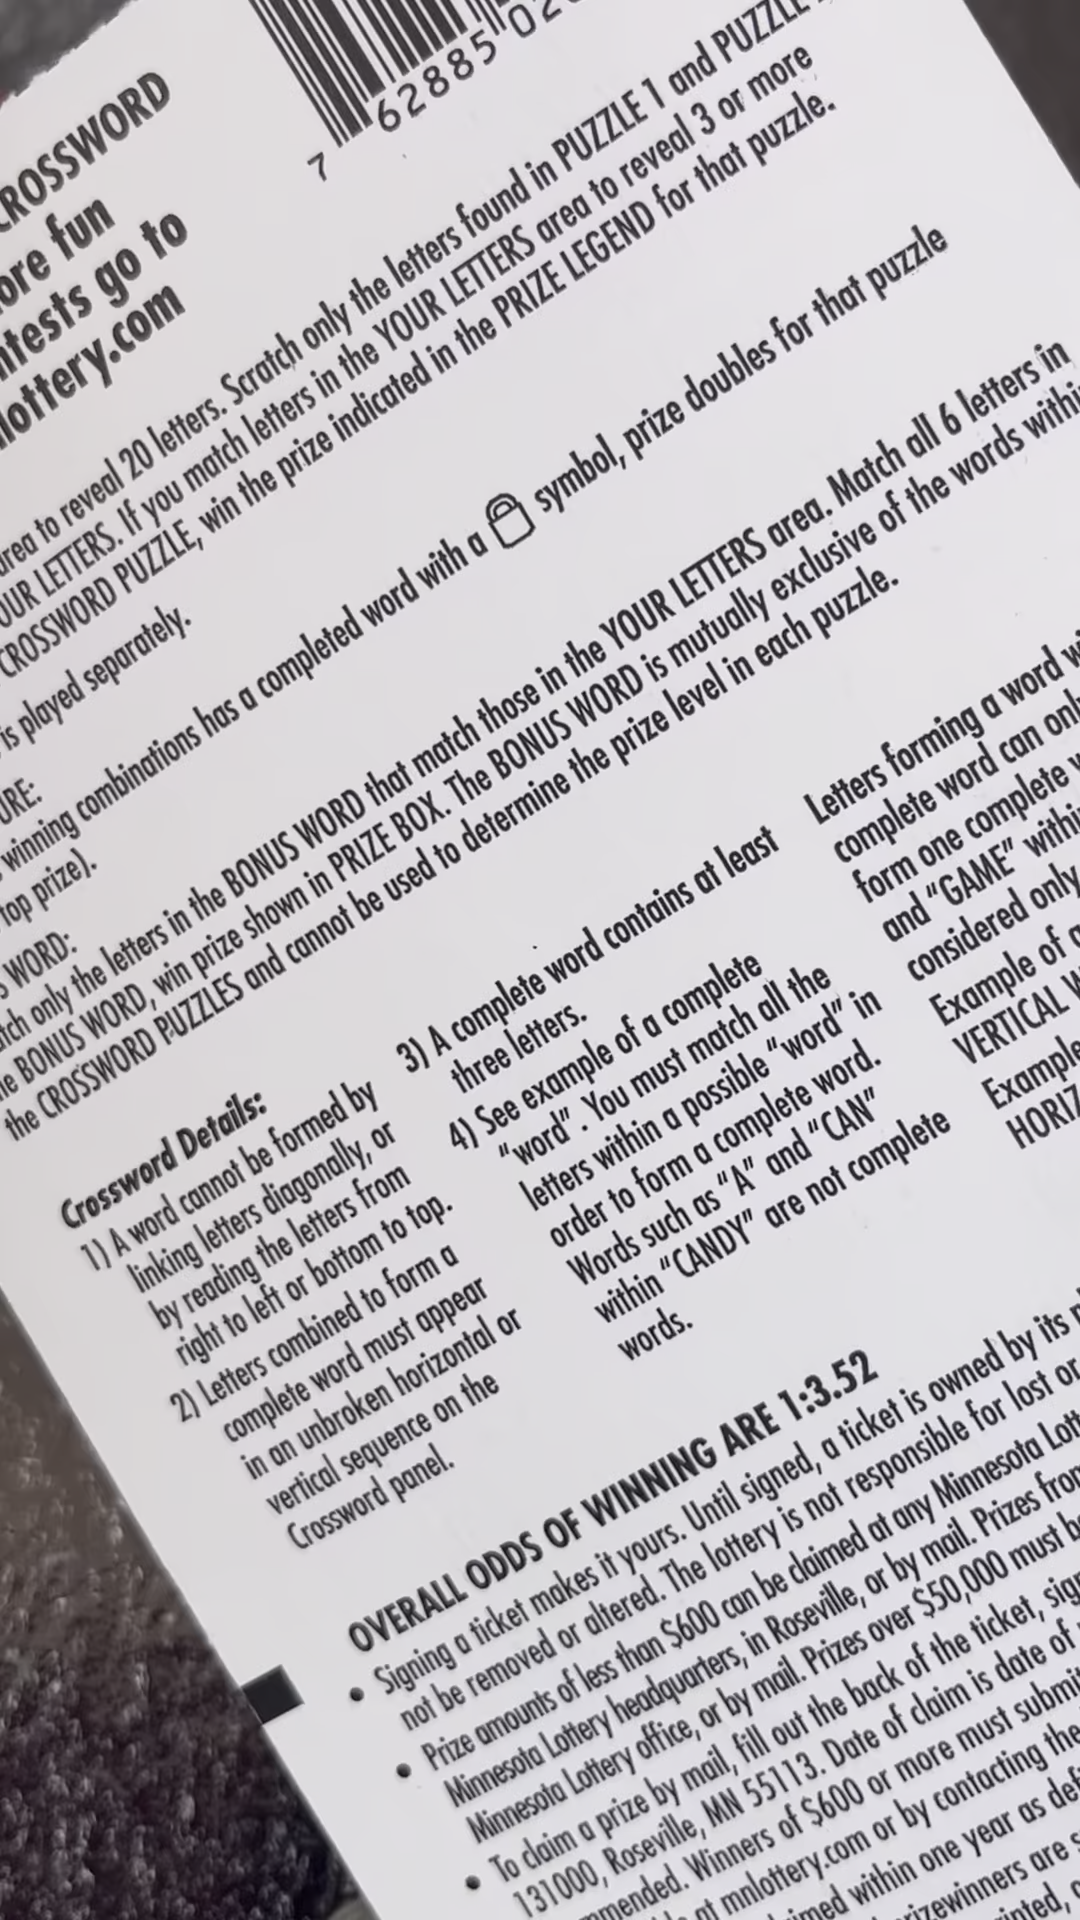 CROSSWORD
fun
go to
lottery.com
7 62885
to reveal 20 letters. Scratch only the letters found in PUZZLE 1 and PUZZLE
LETTERS. If you match letters in the YOUR LETTERS area to reveal 3 or more
CROSSWORD PUZZLE, win the prize indicated in the PRIZE LEGEND for that puzzle.
is played separately.
winning combinations has a completed word with a symbol, prize doubles for that puzzle
top prize).
WORD:
only the letters in the BONUS WORD that match those in the YOUR LETTERS area. Match all 6 letters in
BONUS WORD, win prize shown in PRIZE BOX. The BONUS WORD is mutually exclusive of the words within
the CROSSWORD PUZZLES and cannot be used to determine the prize level in each puzzle.
Crossword Details:
1) A word cannot be formed by
linking letters diagonally, or
by reading the letters from
right to left or bottom to top.
2) Letters combined to form a
complete word must appear
in an unbroken horizontal or
vertical sequence on the
Crossword panel.
3) A complete word contains at least
three letters.
4) See example of a complete
"word". You must match all the
letters within a possible "word" in
order to form a complete word.
Words such as "A" and "CAN"
within "CANDY" are not complete
words.
Letters forming a word
complete word can only
form one complete
and "GAME" within
considered only
Example of a
VERTICAL
Example
OVERALL ODDS OF WINNING ARE 1:3.52
• Signing a ticket makes it yours. Until signed, a ticket is owned by its
not be removed or altered. The lottery is not responsible for lost or
• Prize amounts of less than $600 can be claimed at any Minnesota
Minnesota Lottery headquarters, in Roseville, or by mail. Prizes from
Minnesota Lottery office, or by mail. Prizes over $50,000 must be
• To claim a prize by mail, fill out the back of the ticket,
131000, Roseville, MN 55113. Date of claim is date of
Winners of $600 or more must submit
at mnlottery.com or by contacting the
within one year as
are